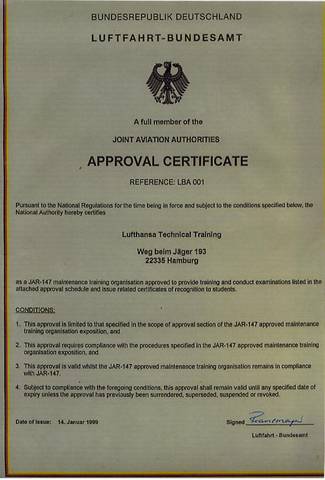 BUNDESREPUBLIK DEUTSCHLAND
LUFTFAHRT-BUNDESAMT
A full member of the
JOINT AVIATION AUTHORITIES
APPROVAL CERTIFICATE
REFERENCE: LBA 001
Pursuant to the National Regulations for the time being in force and subject to the conditions specified below, the
National Authority hereby certifies
Lufthansa Technical Training
Weg beim Jäger 193
22335 Hamburg
as a JAR-147 maintenance training organisation approved to provide training and conduct examinations listed in the
attached approval schedule and issue related certificates of recognition to students.
CONDITIONS:
1. This approval is limited to that specified in the scope of approval section of the JAR-147 approved maintenance
training organisation exposition, and
2. This approval requires compliance with the procedures specified in the JAR-147 approved maintenance training
organisation exposition, and
3. This approval is valid whilst the JAR-147 approved maintenance training organisation remains in compliance
with JAR-147.
4. Subject to compliance with the foregoing conditions, this approval shall remain valid until any specified date of
expiry unless the approval has previously been surrendered, superseded, suspended or revoked.
Date of issue: 14. Januar 1999
Signed
Luftfahrt - Bundesamt